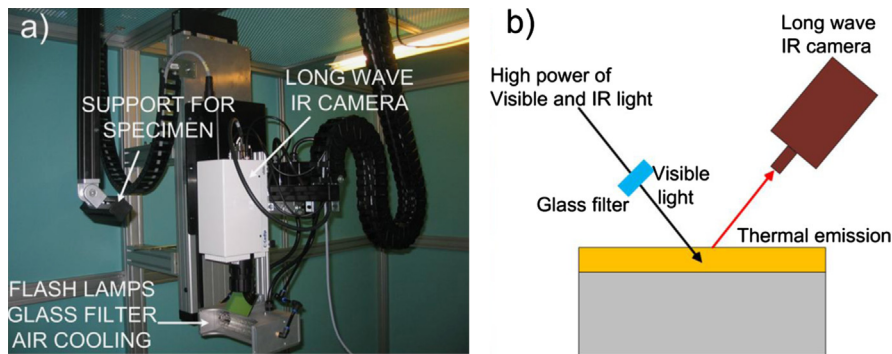 a)
LONG WAVE
IR CAMERA
SUPPORT FOR
SPECIMEN
FLASH LAMPS
GLASS FILTER
AIR COOLING
b)
Long wave
IR camera
High power of
Visible and IR light
Visible
light
Glass filter
Thermal emission